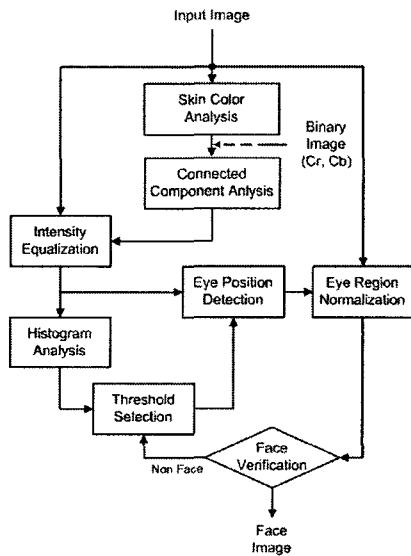 Input Image
Skin Color
Analysis
Binary
Image
(Cr, Cb)
Connected
Component Anlysis
Intensity
Equalization
Eye Position
Detection
Eye Region
Normalization
Histogram
Analysis
Threshold
Selection
Face
Verification
Non Face
Face
Image